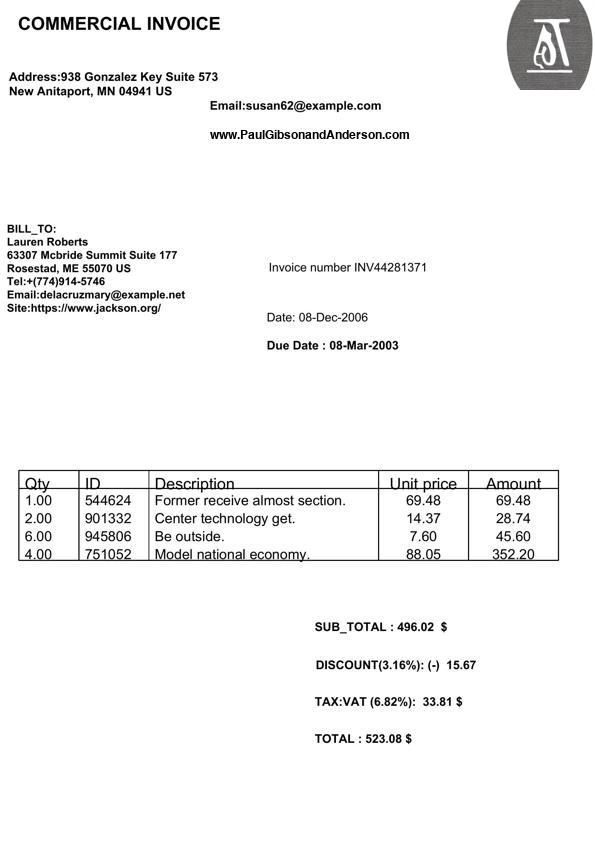 COMMERCIAL INVOICE
Address:938 Gonzalez Key Suite 573
New Anitaport, MN 04941 US
Email:susan62@example.com
www.PaulGibsonandAnderson.com
BILL_TO:
Lauren Roberts
63307 Mcbride Summit Suite 177
Rosestad, ME 55070 US
Tel:+(774)914-5746
Email:delacruzmary@example.net
Site:https://www.jackson.org/
Invoice number INV44281371
Date: 08-Dec-2006
Due Date : 08-Mar-2003
Qty ID Description Unit price Amount
1.00 544624 Former receive almost section. 69.48 69.48
2.00 901332 Center technology get. 14.37 28.74
6.00 945806 Be outside. 7.60 45.60
4.00 751052 Model national economy. 88.05 352.20
SUB_TOTAL : 496.02 $
DISCOUNT(3.16%): (-) 15.67
TAX:VAT (6.82%): 33.81 $
TOTAL : 523.08 $